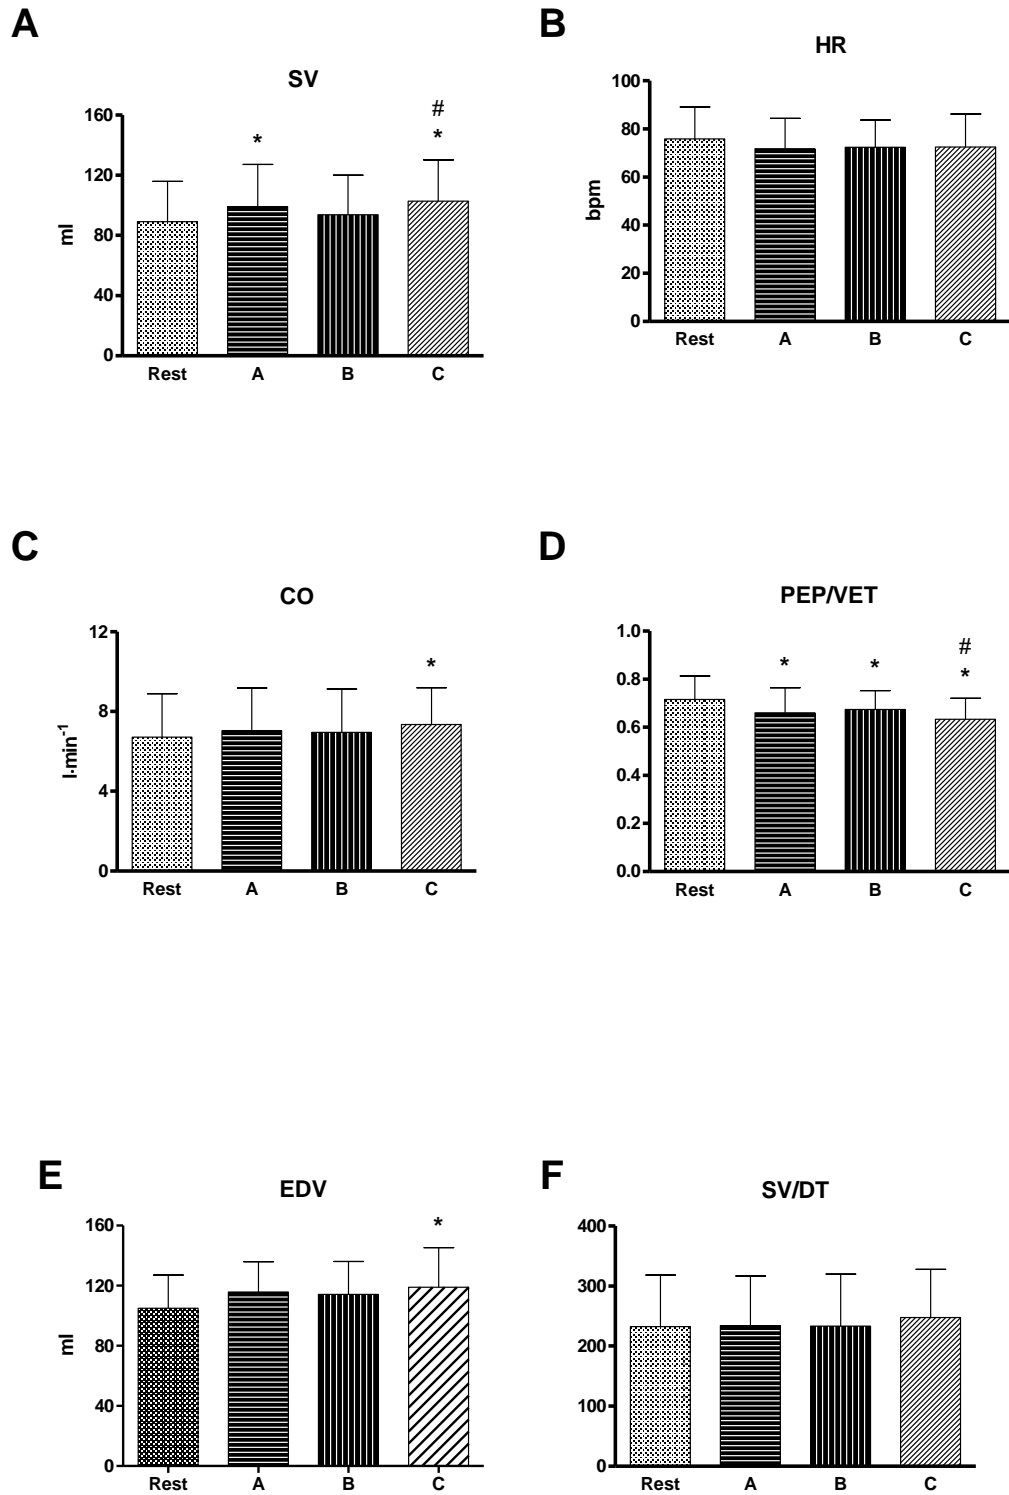 A
SV
160
120
80
40
0
ml
*
#
*
Rest A B C
B
HR
100
80
60
40
20
0
bpm
Rest A B C
C
CO
12
8
4
0
l·min-1
*
Rest A B C
D
PEP/VET
1.0
0.8
0.6
0.4
0.2
0.0
*
*
#
*
Rest A B C
E
EDV
160
120
80
40
0
ml
*
Rest A B C
F
SV/DT
400
300
200
100
0
Rest A B C